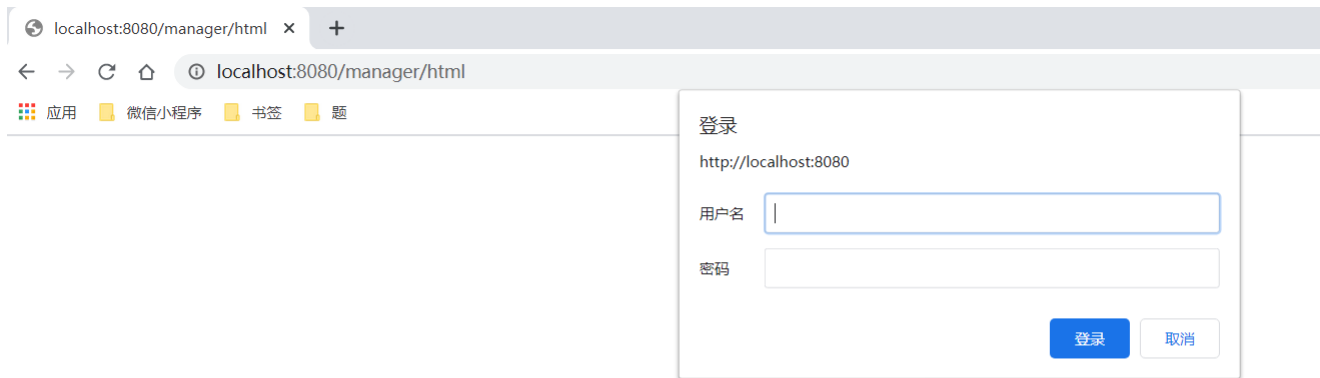 localhost:8080/manager/html
localhost:8080/manager/html
应用 微信小程序 书签 题
登录
http://localhost:8080
用户名
密码
登录 取消